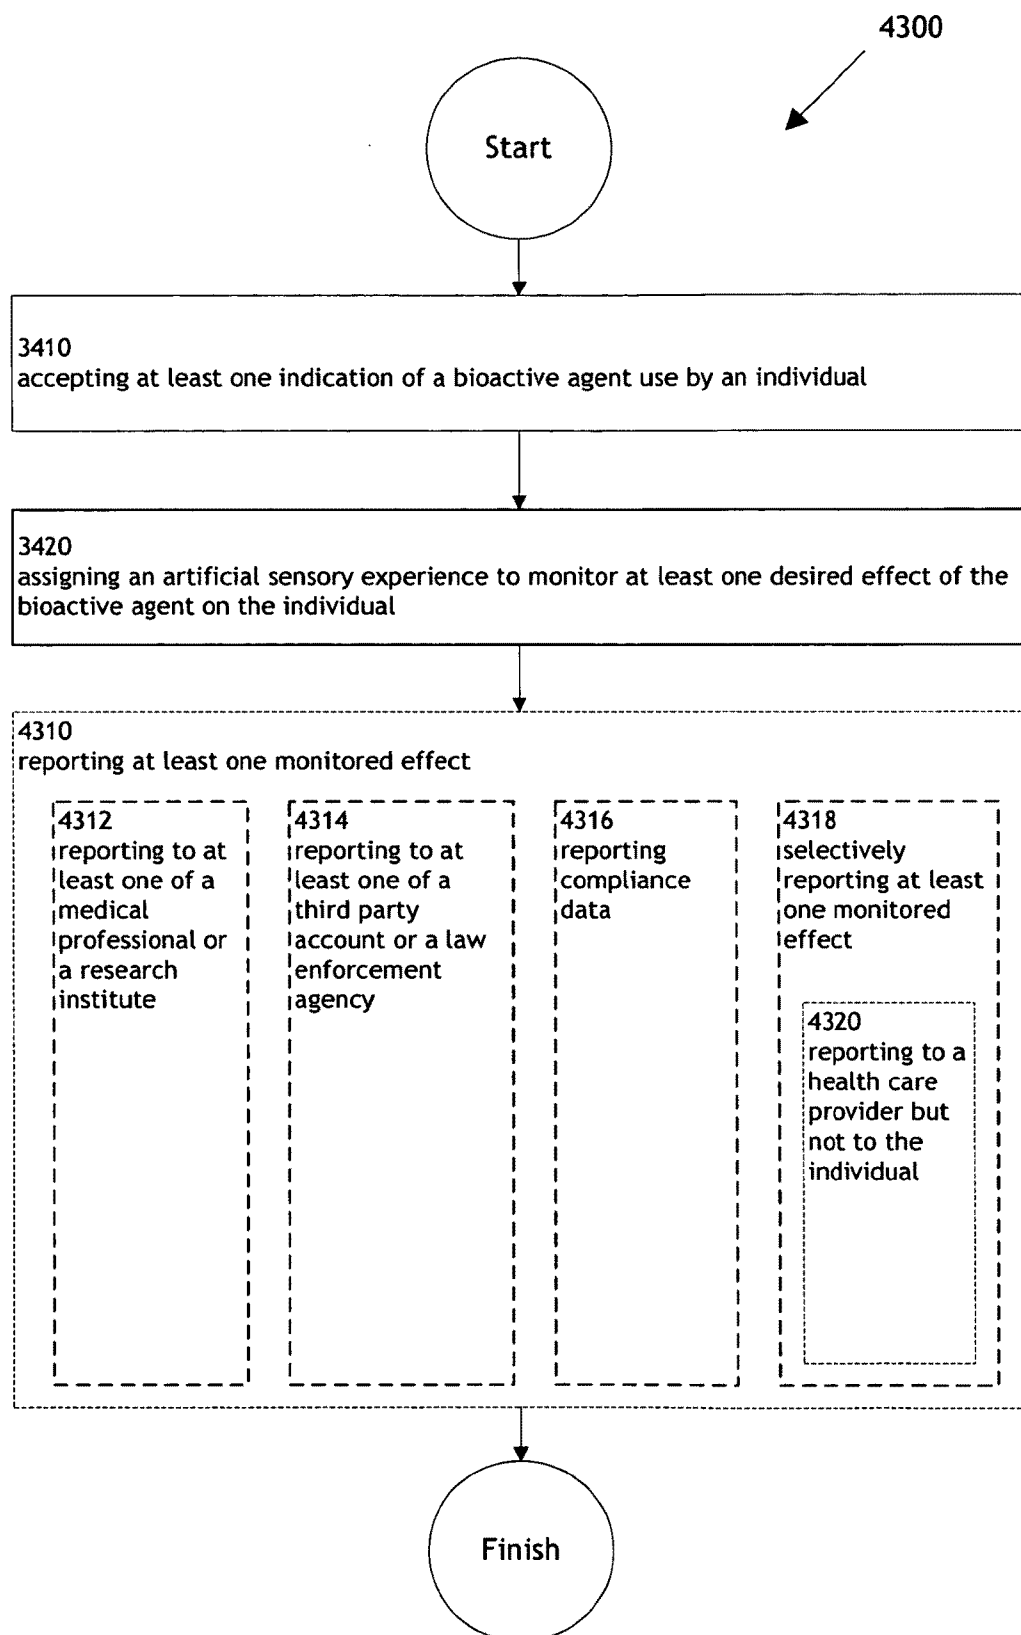 4300
Start
3410
accepting at least one indication of a bioactive agent use by an individual
3420
assigning an artificial sensory experience to monitor at least one desired effect of the
bioactive agent on the individual
4310
reporting at least one monitored effect
4312
reporting to at
least one of a
medical
professional or
a research
institute
4314
reporting to at
least one of a
third party
account or a law
enforcement
agency
4316
reporting
compliance
data
4318
selectively
reporting at least
one monitored
effect
4320
reporting to a
health care
provider but
not to the
individual
Finish